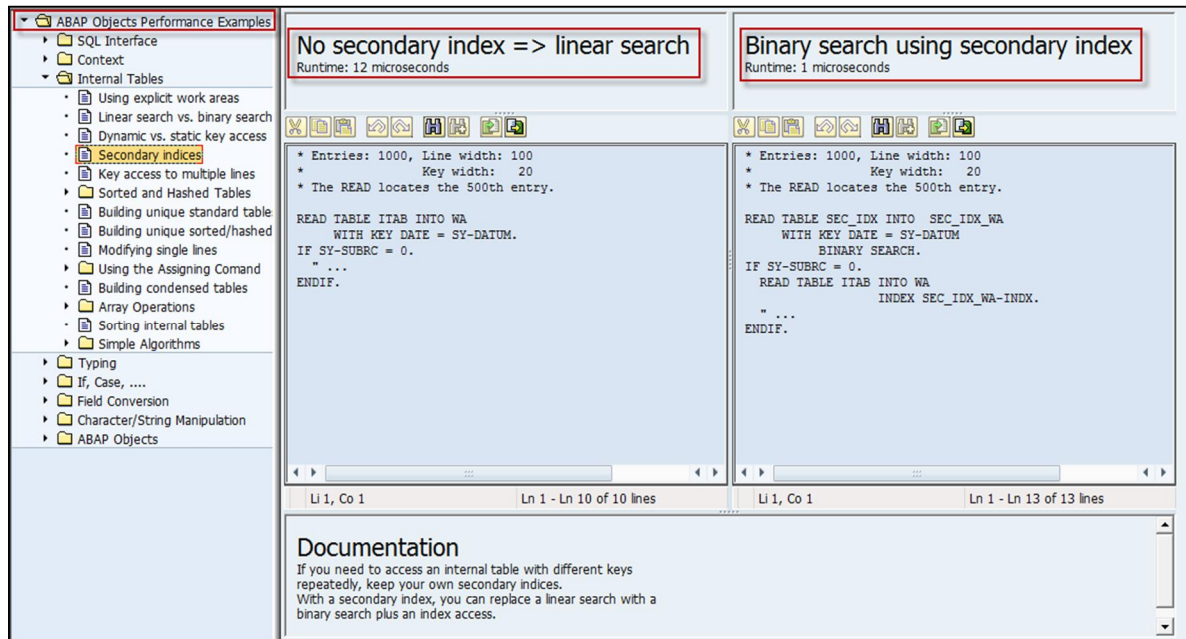 ABAP Objects Performance Examples
SQL Interface
Context
Internal Tables
Using explicit work areas
Linear search vs. binary search
Dynamic vs. static key access
Secondary indices
Key access to multiple lines
Sorted and Hashed Tables
Building unique standard table
Building unique sorted/hashed
Modifying single lines
Using the Assigning Comand
Building condensed tables
Array Operations
Sorting internal tables
Simple Algorithms
Typing
If, Case, ....
Field Conversion
Character/String Manipulation
ABAP Objects
No secondary index => linear search
Runtime: 12 microseconds
* Entries: 1000, Line width: 100
*                Key width:   20
* The READ locates the 500th entry.
READ TABLE ITAB INTO WA
WITH KEY DATE = SY-DATUM.
IF SY-SUBRC = 0.
" ...
ENDIF.
Li 1, Co 1 Ln 1 - Ln 10 of 10 lines
Binary search using secondary index
Runtime: 1 microseconds
* Entries: 1000, Line width: 100
*                Key width:   20
* The READ locates the 500th entry.
READ TABLE SEC_IDX INTO  SEC_IDX_WA
WITH KEY DATE = SY-DATUM
BINARY SEARCH.
IF SY-SUBRC = 0.
READ TABLE ITAB INTO WA
INDEX SEC_IDX_WA-INDX.
" ...
ENDIF.
Li 1, Co 1 Ln 1 - Ln 13 of 13 lines
Documentation
If you need to access an internal table with different keys
repeatedly, keep your own secondary indices.
With a secondary index, you can replace a linear search with a
binary search plus an index access.